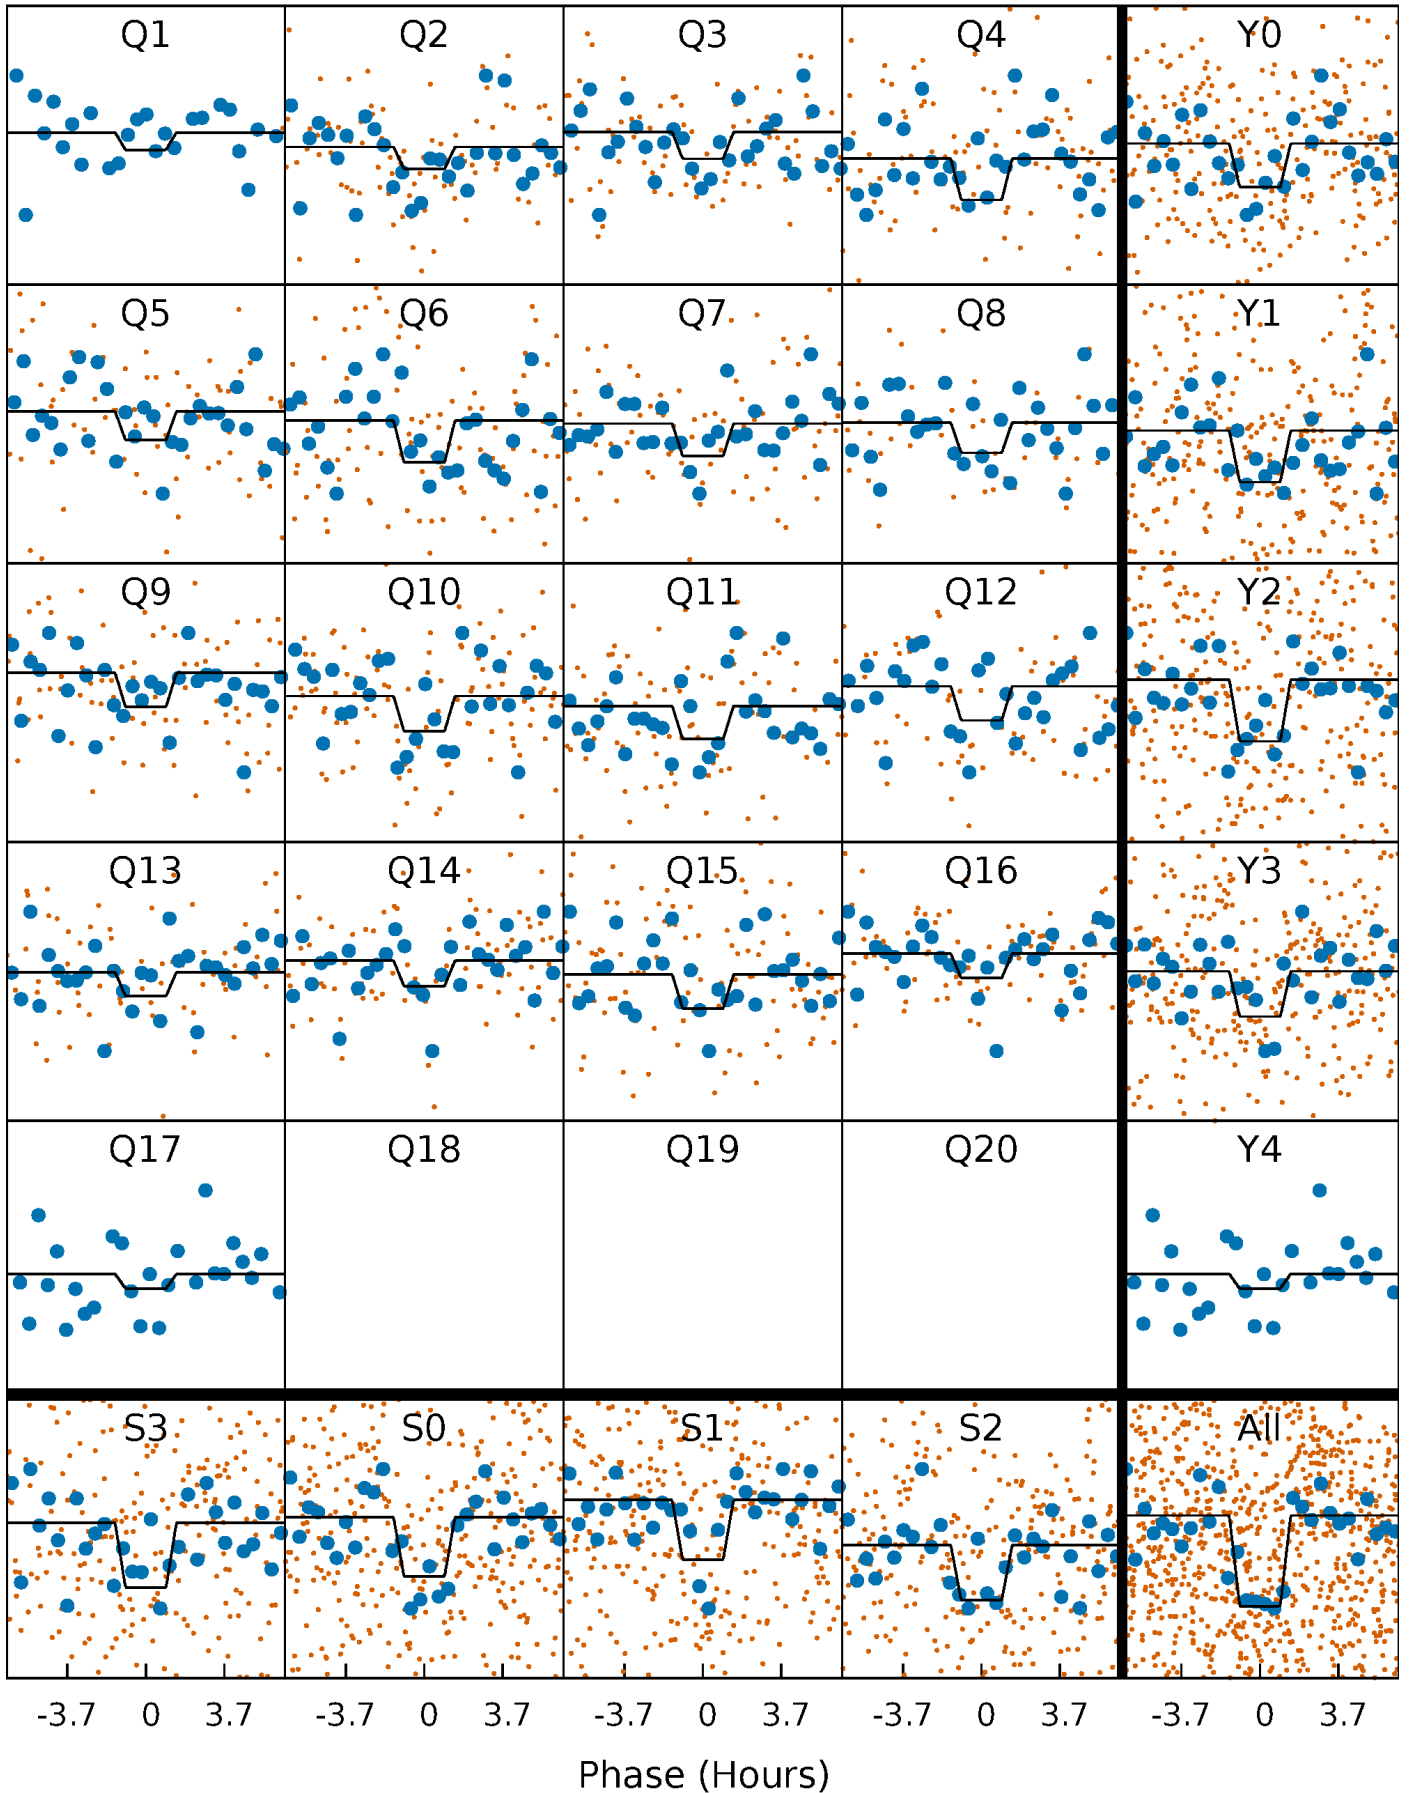 Q1 Q2 Q3 Q4 Y0
Q5 Q6 Q7 Q8 Y1
Q9 Q10 Q11 Q12 Y2
Q13 Q14 Q15 Q16 Y3
Q17 Q18 Q19 Q20 Y4
S3 S0 S1 S2 All
-3.7 0 3.7 -3.7 0 3.7 -3.7 0 3.7 -3.7 0 3.7 -3.7 0 3.7
Phase (Hours)